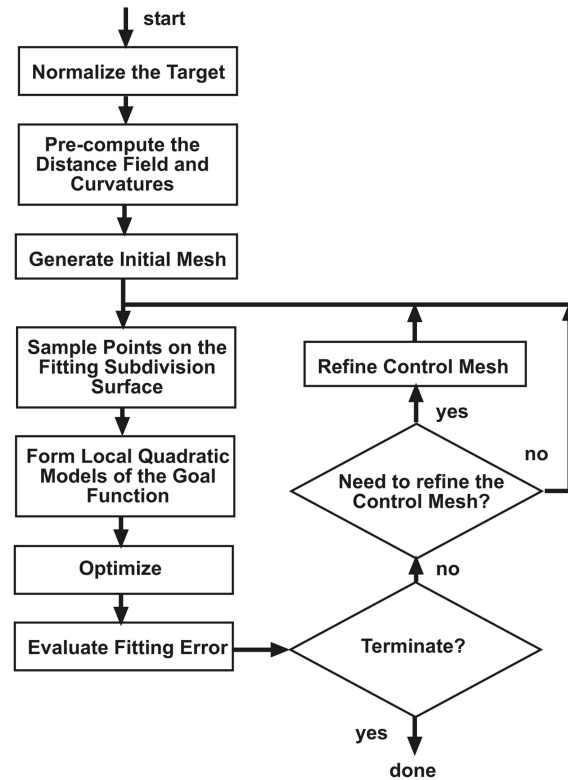 start
Normalize the Target
Pre-compute the
Distance Field and
Curvatures
Generate Initial Mesh
Sample Points on the
Fitting Subdivision
Surface
Form Local Quadratic
Models of the Goal
Function
Optimize
Evaluate Fitting Error
Refine Control Mesh
yes
no
Need to refine the
Control Mesh?
no
Terminate?
yes
done